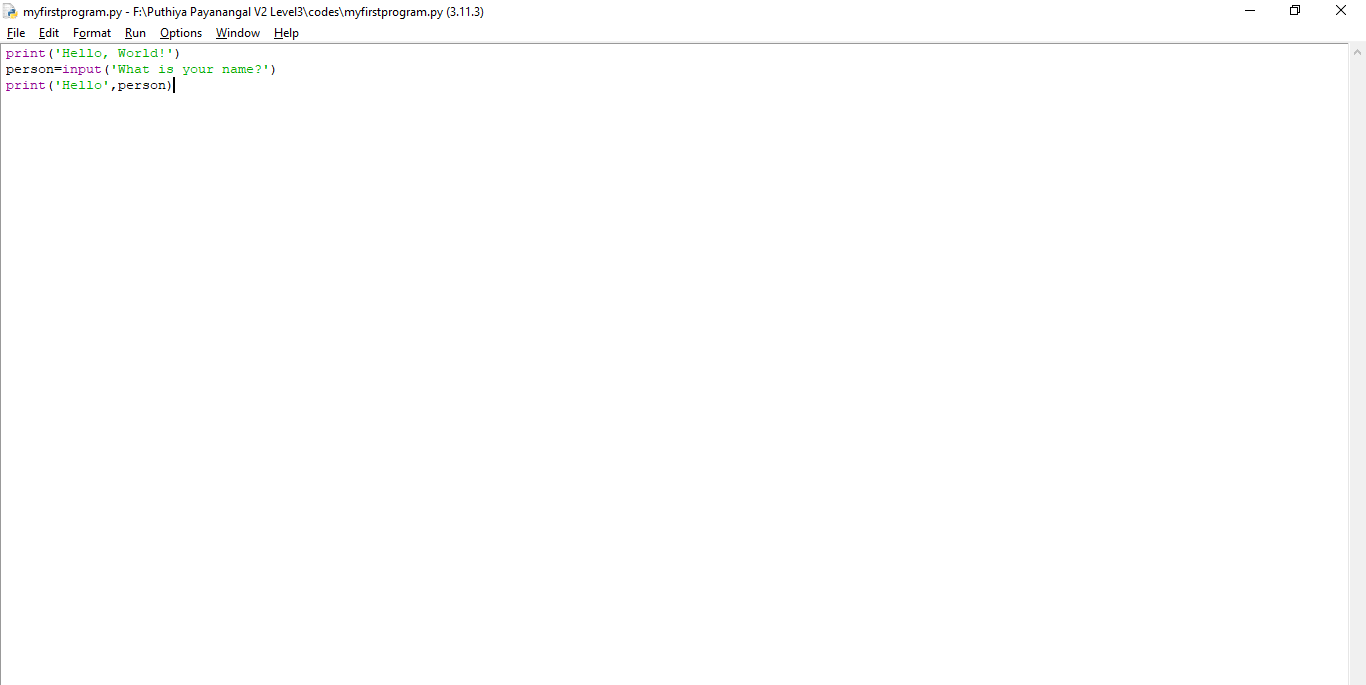 myfirstprogram.py - F:\Puthiya Payanangal V2 Level3\codes\myfirstprogram.py (3.11.3)
File Edit Format Run Options Window Help
print('Hello, World!')
person=input('What is your name?')
print('Hello',person)